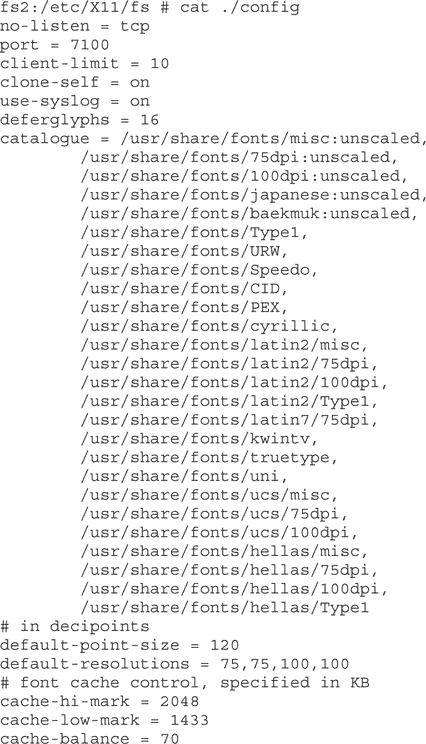 fs2:/etc/X11/fs # cat ./config
no-listen = tcp
port = 7100
client-limit = 10
clone-self = on
use-syslog = on
deferglyphs = 16
catalogue = /usr/share/fonts/misc:unscaled,
/usr/share/fonts/75dpi:unscaled,
/usr/share/fonts/100dpi:unscaled,
/usr/share/fonts/japanese:unscaled,
/usr/share/fonts/baekmuk:unscaled,
/usr/share/fonts/Type1,
/usr/share/fonts/URW,
/usr/share/fonts/Speedo,
/usr/share/fonts/CID,
/usr/share/fonts/PEX,
/usr/share/fonts/cyrillic,
/usr/share/fonts/latin2/misc,
/usr/share/fonts/latin2/75dpi,
/usr/share/fonts/latin2/100dpi,
/usr/share/fonts/latin2/Type1,
/usr/share/fonts/latin7/75dpi,
/usr/share/fonts/kwintv,
/usr/share/fonts/truetype,
/usr/share/fonts/uni,
/usr/share/fonts/ucs/misc,
/usr/share/fonts/ucs/75dpi,
/usr/share/fonts/ucs/100dpi,
/usr/share/fonts/hellas/misc,
/usr/share/fonts/hellas/75dpi,
/usr/share/fonts/hellas/100dpi,
/usr/share/fonts/hellas/Type1
# in decipoints
default-point-size = 120
default-resolutions = 75,75,100,100
# font cache control, specified in KB
cache-hi-mark = 2048
cache-low-mark = 1433
cache-balance = 70